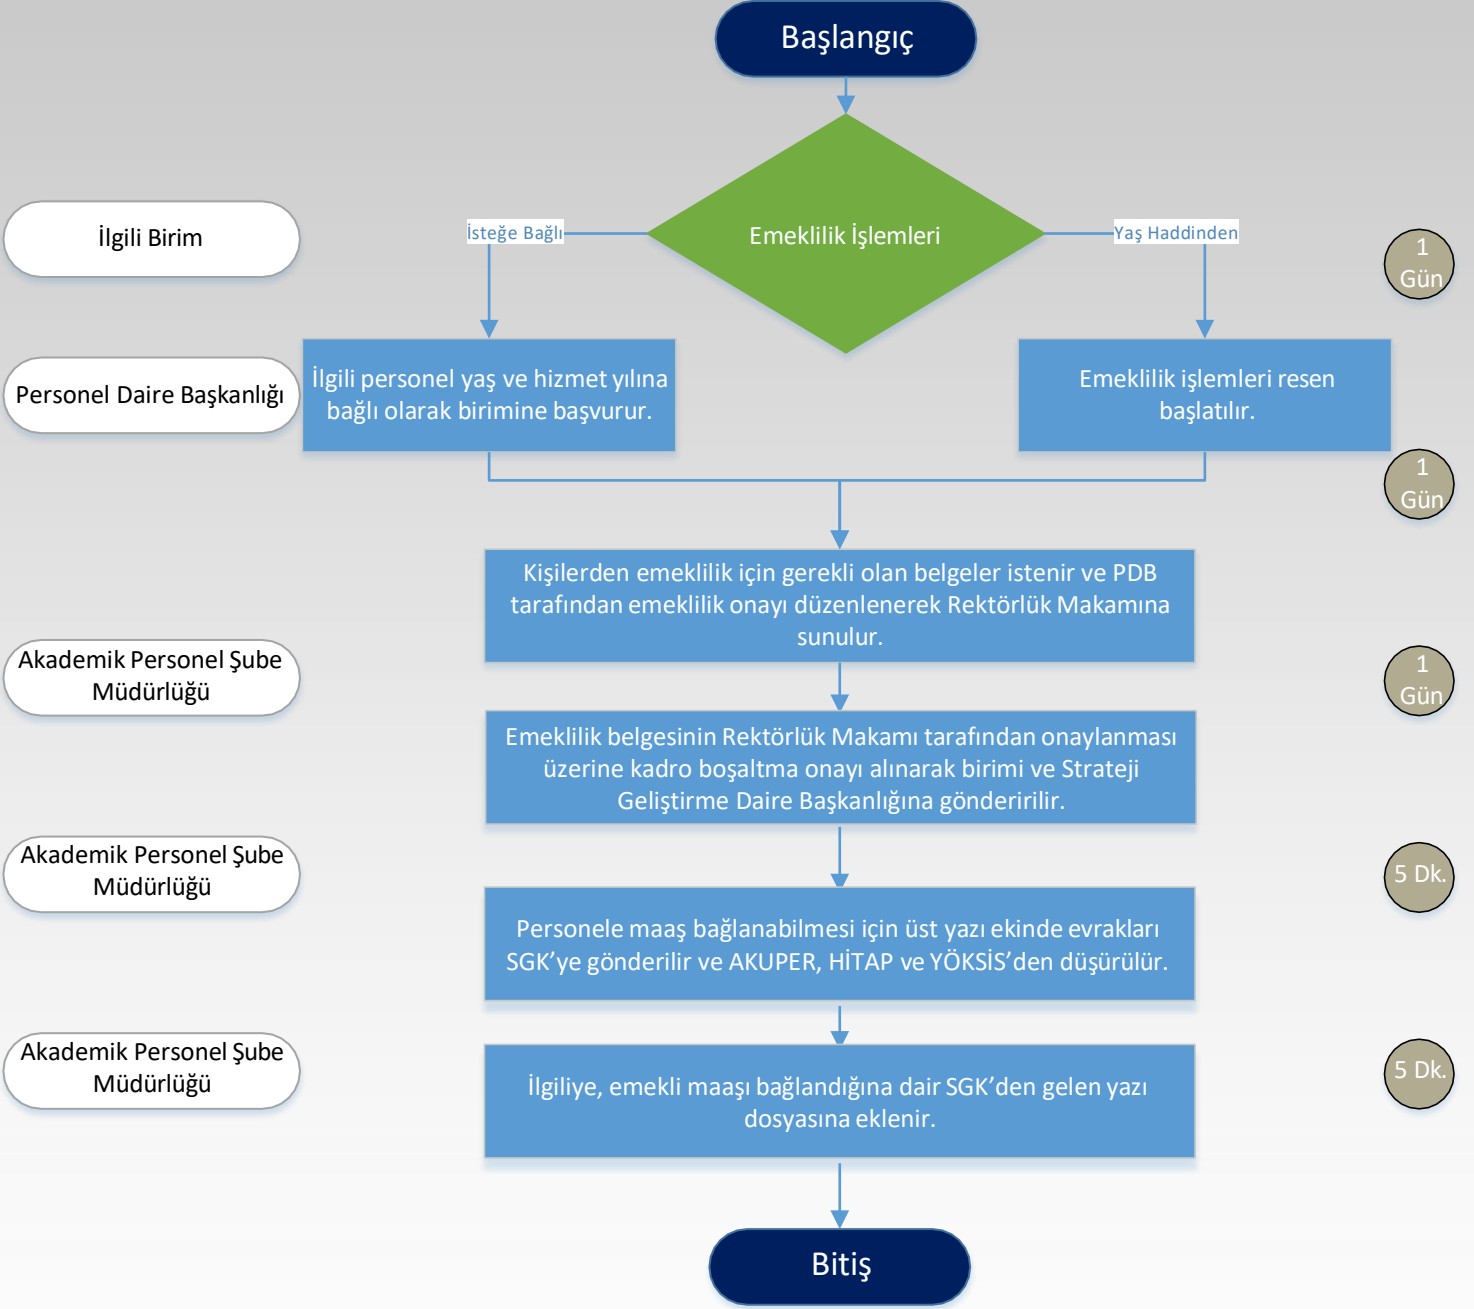 Başlangıç
İlgili Birim
İsteğe Bağlı
Emeklilik İşlemleri
Yaş Haddinden
1
Gün
Personel Daire Başkanlığı
İlgili personel yaş ve hizmet yılına
bağlı olarak birimine başvurur.
Emeklilik işlemleri resen
başlatılır.
1
Gün
Kişilerden emeklilik için gerekli olan belgeler istenir ve PDB
tarafından emeklilik onayı düzenlenerek Rektörlük Makamına
sunulur.
Akademik Personel Şube
Müdürlüğü
1
Gün
Emeklilik belgesinin Rektörlük Makamı tarafından onaylanması
üzerine kadro boşaltma onayı alınarak birimi ve Strateji
Geliştirme Daire Başkanlığına gönderirilir.
Akademik Personel Şube
Müdürlüğü
5 Dk.
Personele maaş bağlanabilmesi için üst yazı ekinde evrakları
SGK’ye gönderilir ve AKUPER, HİTAP ve YÖKSİS’den düşürülür.
Akademik Personel Şube
Müdürlüğü
5 Dk.
İlgiliye, emekli maaşı bağlandığına dair SGK’den gelen yazı
dosyasına eklenir.
Bitiş